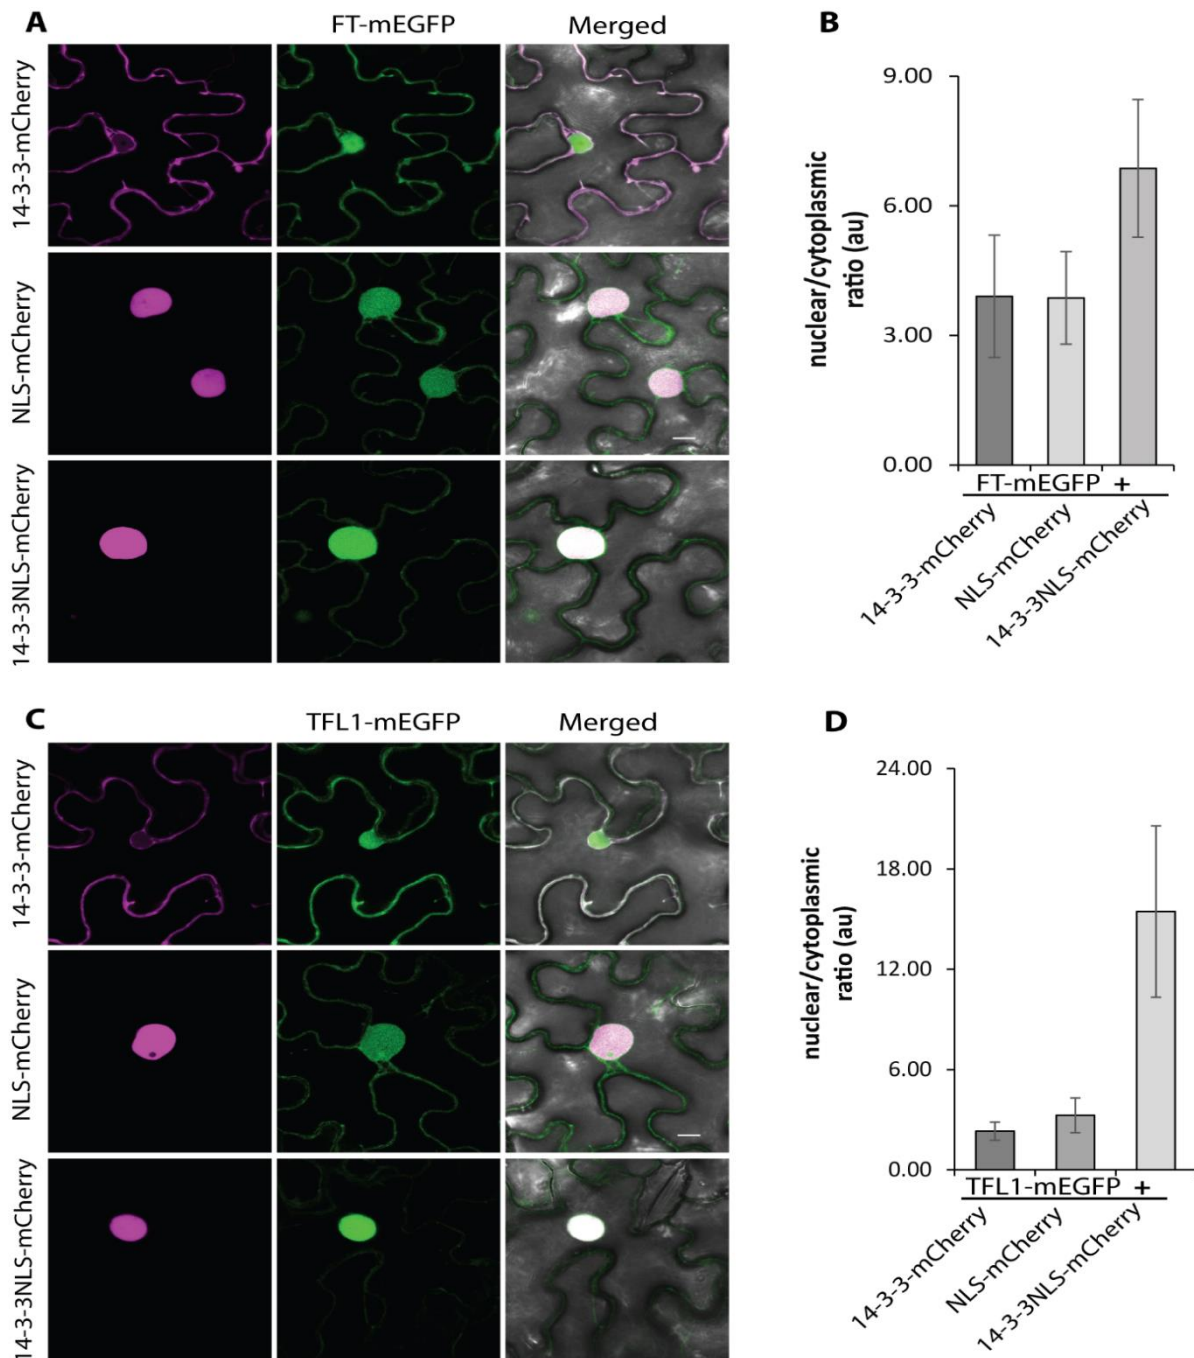 A
FT-mEGFP
Merged
14-3-3-mCherry
NLS-mCherry
14-3-3NLS-mCherry
B
nuclear/cytoplasmic
ratio (au)
9.00
6.00
3.00
0.00
FT-mEGFP +
14-3-3-mCherry
NLS-mCherry
14-3-3NLS-mCherry
C
TFL1-mEGFP
Merged
14-3-3-mCherry
NLS-mCherry
14-3-3NLS-mCherry
D
nuclear/cytoplasmic
ratio (au)
24.00
18.00
12.00
6.00
0.00
TFL1-mEGFP +
14-3-3-mCherry
NLS-mCherry
14-3-3NLS-mCherry